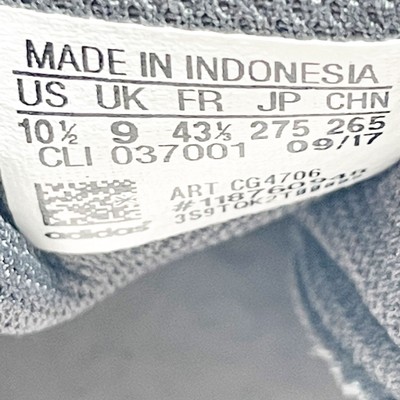 MADE IN INDONESIA
US UK FR JP CHN
10½ 9 43⅓ 275 265
CLI 037001 09/17
ART CG4706
adidas